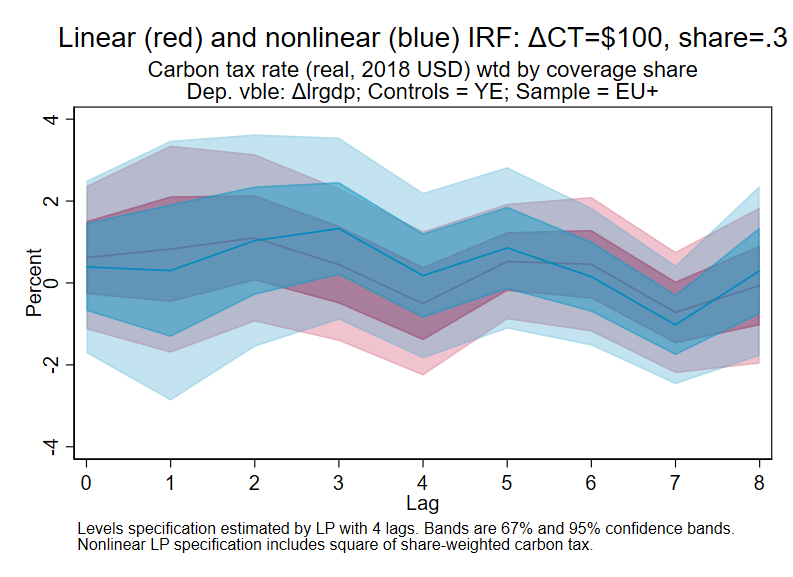 Linear (red) and nonlinear (blue) IRF: ΔCT=$100, share=.3
Carbon tax rate (real, 2018 USD) wtd by coverage share
Dep. vble: Δlrgdp; Controls = YE; Sample = EU+
Percent
4
2
0
-2
-4
0 1 2 3 4 5 6 7 8
Lag
Levels specification estimated by LP with 4 lags. Bands are 67% and 95% confidence bands.
Nonlinear LP specification includes square of share-weighted carbon tax.